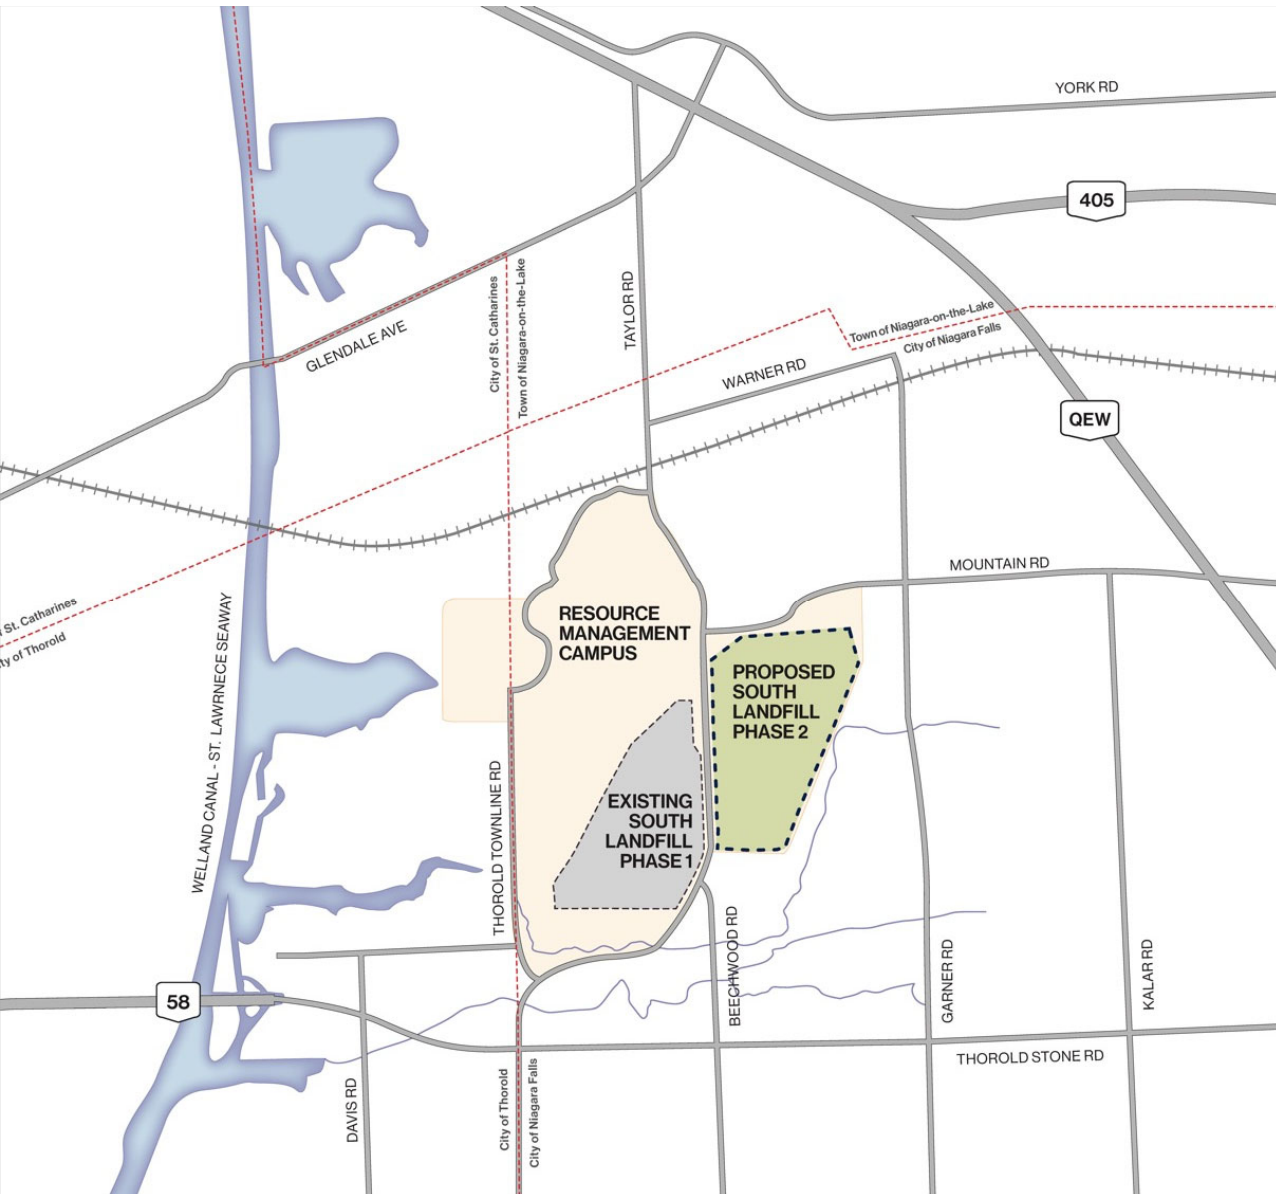 YORK RD
405
TAYLOR RD
City of St. Catharines
Town of Niagara-on-the-Lake
Town of Niagara-on-the-Lake
City of Niagara Falls
GLENDALE AVE
WARNER RD
QEW
MOUNTAIN RD
St. Catharines
of Thorold
WELLAND CANAL - ST. LAWRNECE SEAWAY
RESOURCE
MANAGEMENT
CAMPUS
PROPOSED
SOUTH
LANDFILL
PHASE 2
EXISTING
SOUTH
LANDFILL
PHASE 1
THOROLD TOWNLINE RD
BEECHWOOD RD
GARNER RD
KALAR RD
58
THOROLD STONE RD
DAVIS RD
City of Thorold
City of Niagara Falls